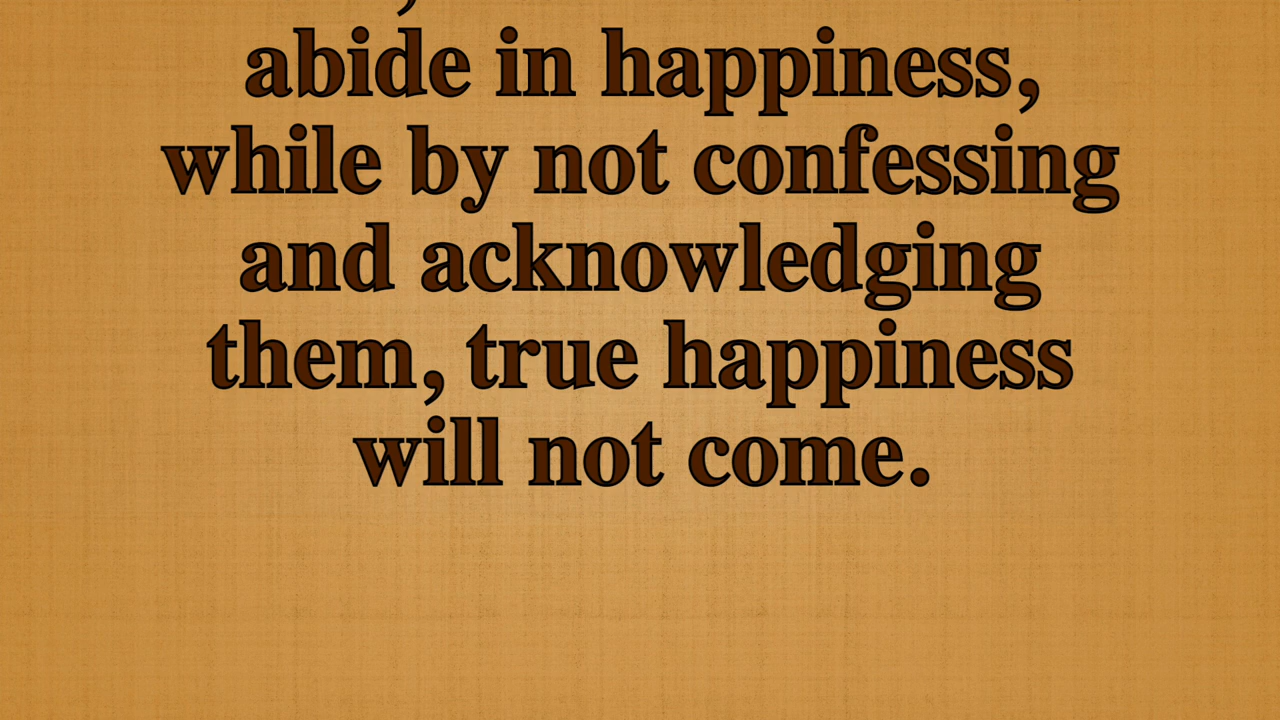 abide in happiness,
while by not confessing
and acknowledging
them, true happiness
will not come.